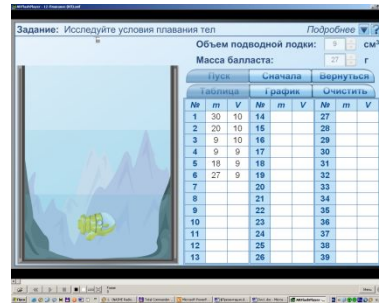 Задание: Исследуйте условия плавания тел
Подробнее
Объем подводной лодки: 9 см³
Масса балласта: 27 г
Пуск Сначала Вернуться
Таблица График Очистить
№ m V № m V № m V
1 30 10 14 27
2 20 10 15 28
3 9 10 16 29
4 9 9 17 30
5 18 9 18 31
6 27 9 19 32
7 20 33
8 21 34
9 22 35
10 23 36
11 24 37
12 25 38
13 26 39